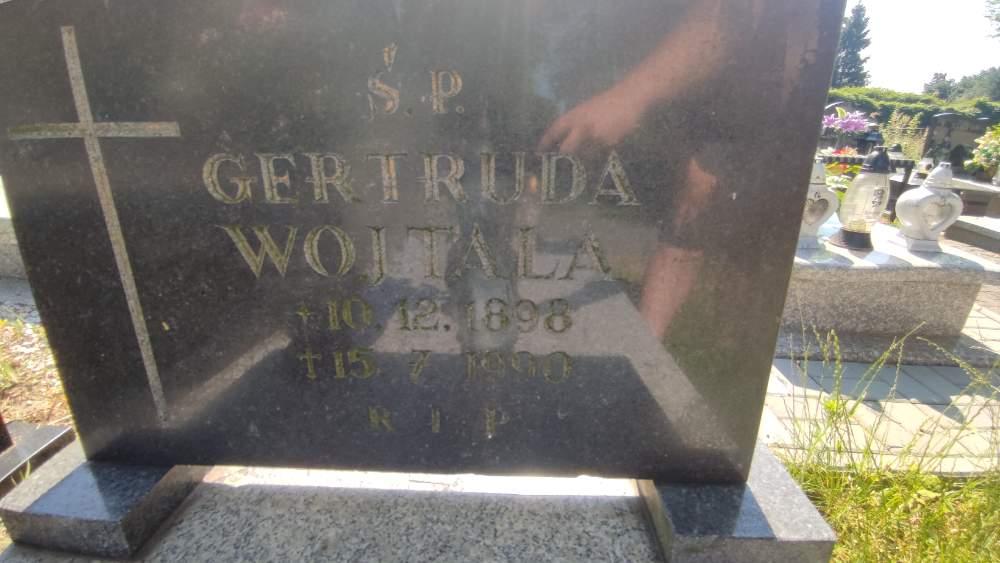 Ś. P.
GERTRUDA
WOJTALA
* 10. 12. 1898
† 15. 7. 1990
R I P